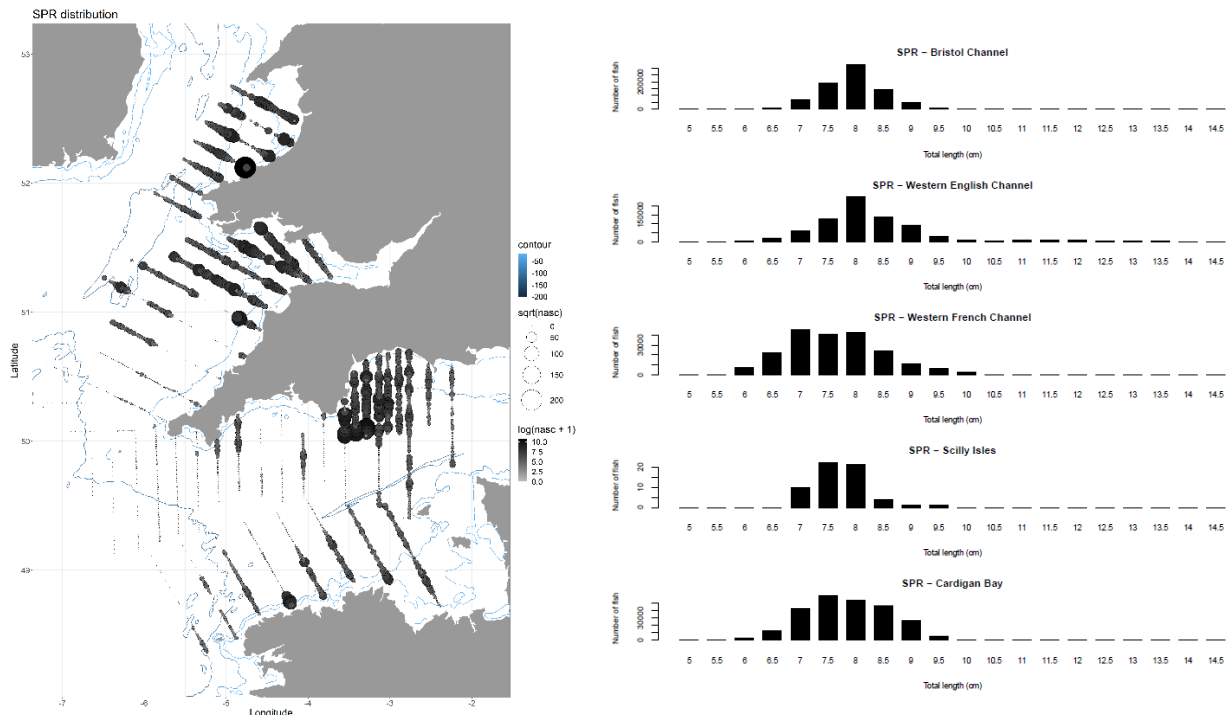 SPR distribution
53
52
51
50
49
Latitude
-7
-6
-5
-4
-3
-2
Longitude
contour
-50
-100
-150
-200
sqrt(nasc)
0
50
100
150
200
log(nasc + 1)
10.0
7.5
5.0
2.5
0.0
SPR – Bristol Channel
Number of fish
0 200000
5 5.5 6 6.5 7 7.5 8 8.5 9 9.5 10 10.5 11 11.5 12 12.5 13 13.5 14 14.5
Total length (cm)
SPR – Western English Channel
Number of fish
0 150000
5 5.5 6 6.5 7 7.5 8 8.5 9 9.5 10 10.5 11 11.5 12 12.5 13 13.5 14 14.5
Total length (cm)
SPR – Western French Channel
Number of fish
0 30000
5 5.5 6 6.5 7 7.5 8 8.5 9 9.5 10 10.5 11 11.5 12 12.5 13 13.5 14 14.5
Total length (cm)
SPR – Scilly Isles
Number of fish
0 10 20
5 5.5 6 6.5 7 7.5 8 8.5 9 9.5 10 10.5 11 11.5 12 12.5 13 13.5 14 14.5
Total length (cm)
SPR – Cardigan Bay
Number of fish
0 30000
5 5.5 6 6.5 7 7.5 8 8.5 9 9.5 10 10.5 11 11.5 12 12.5 13 13.5 14 14.5
Total length (cm)